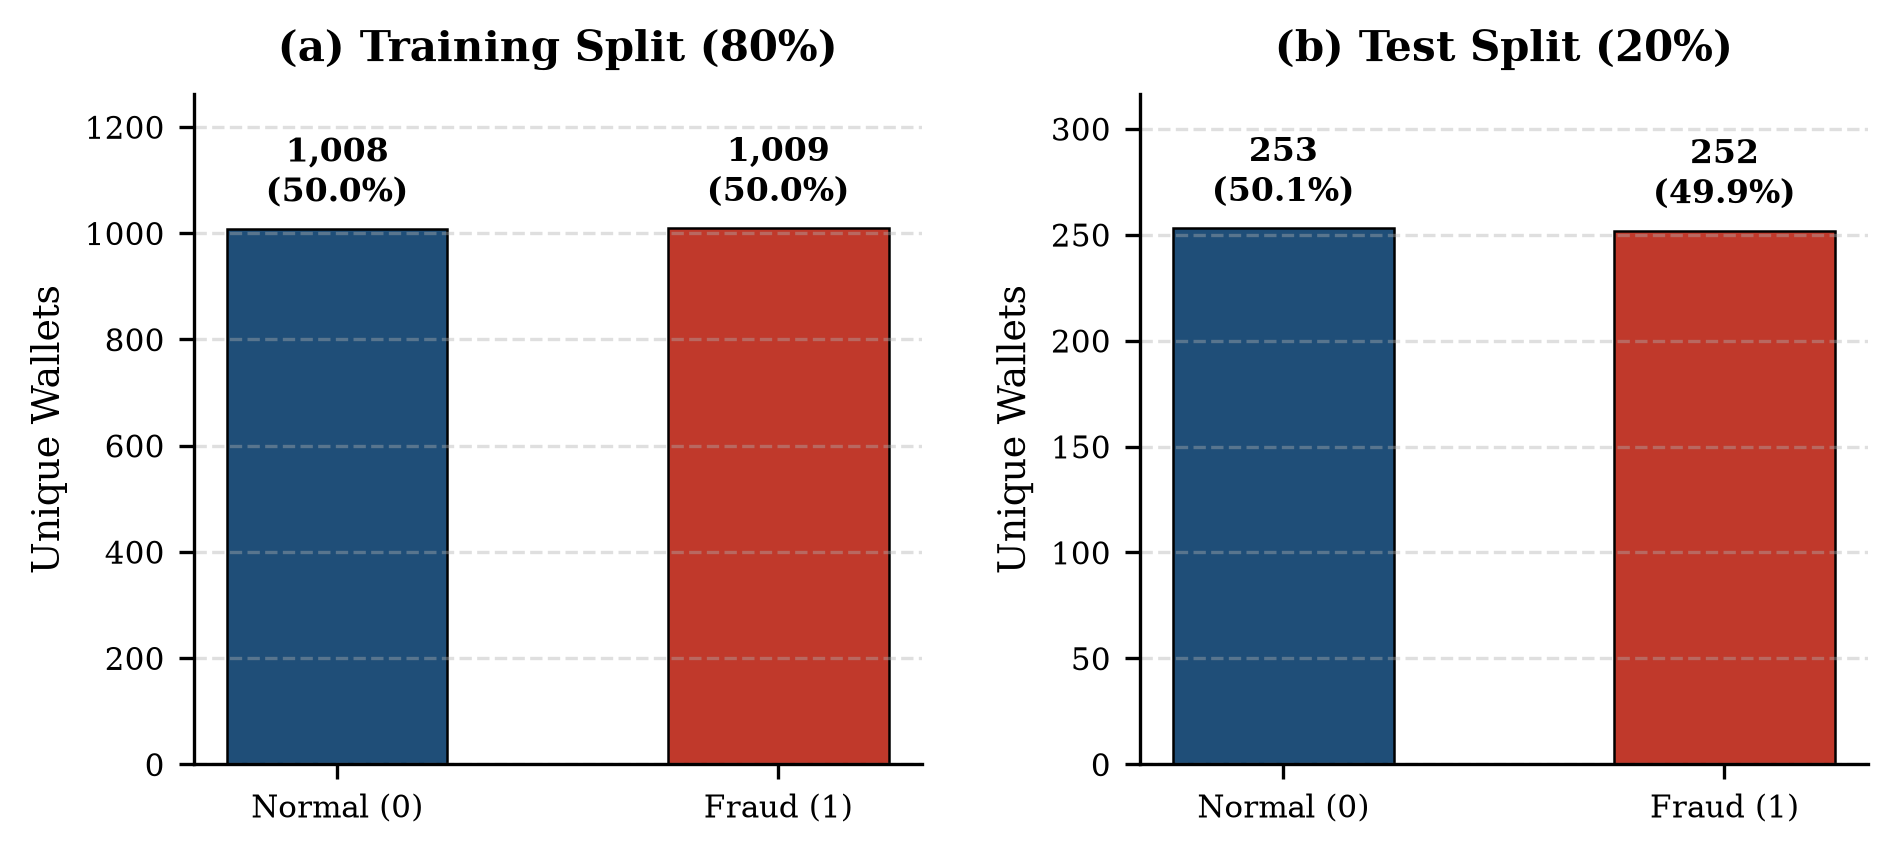 (a) Training Split (80%)
Unique Wallets
1200
1000
800
600
400
200
0
1,008
(50.0%)
1,009
(50.0%)
Normal (0)
Fraud (1)
(b) Test Split (20%)
Unique Wallets
300
250
200
150
100
50
0
253
(50.1%)
252
(49.9%)
Normal (0)
Fraud (1)